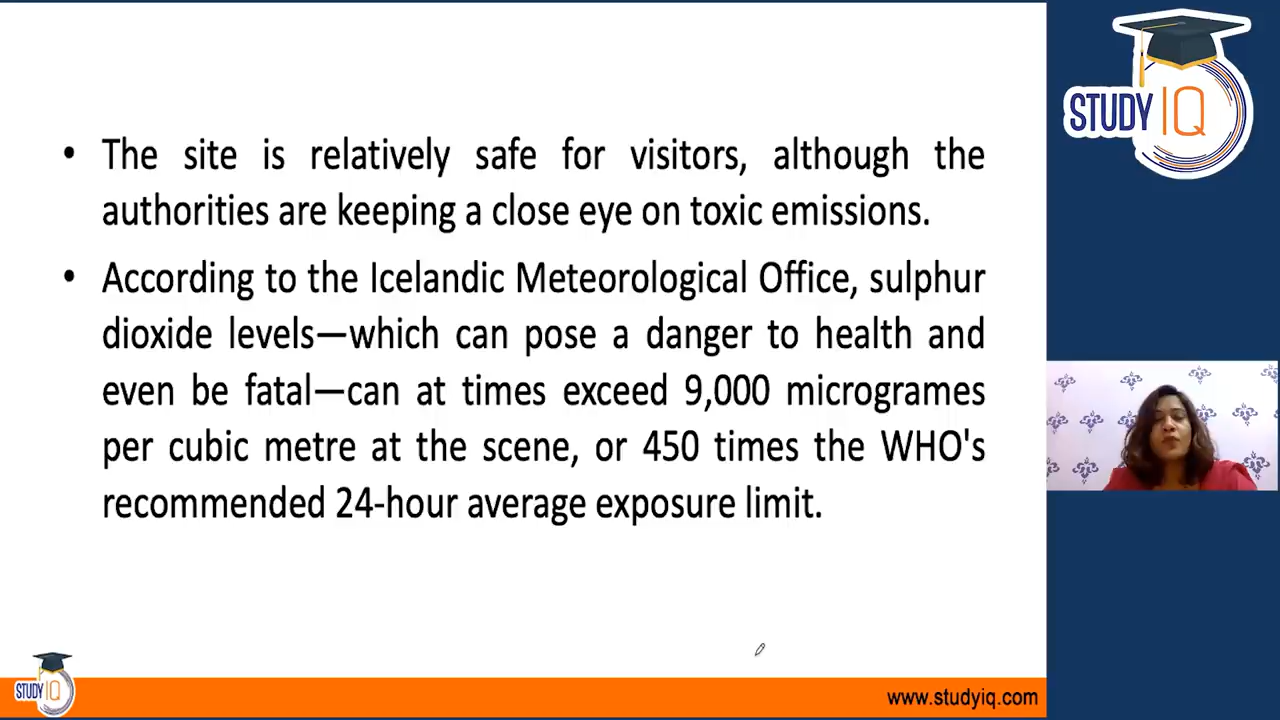 • The site is relatively safe for visitors, although the
authorities are keeping a close eye on toxic emissions.
• According to the Icelandic Meteorological Office, sulphur
dioxide levels—which can pose a danger to health and
even be fatal—can at times exceed 9,000 microgrames
per cubic metre at the scene, or 450 times the WHO's
recommended 24-hour average exposure limit.
STUDY IQ
STUDY IQ
www.studyiq.com